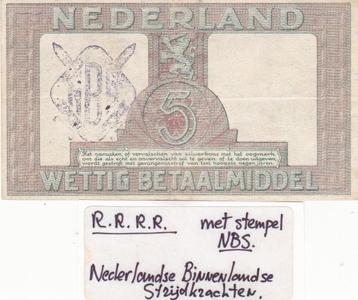 NEDERLAND
5
Het namaken of vervalschen van zilverbons met het oogmerk
om die als echt en onvervalscht uit te geven of te doen uitgeven,
wordt gestraft met gevangenisstraf van ten hoogste negen jaren.
WETTIG BETAALMIDDEL
R.R.R.R. met stempel
NBS.
Nederlandse Binnenlandse
Strijdkrachten.